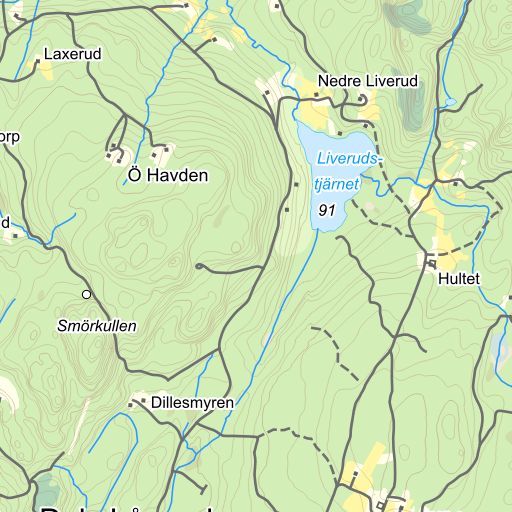 Laxerud
Nedre Liverud
Liveruds-
tjärnet
91
Ö Havden
Hultet
Smörkullen
Dillesmyren